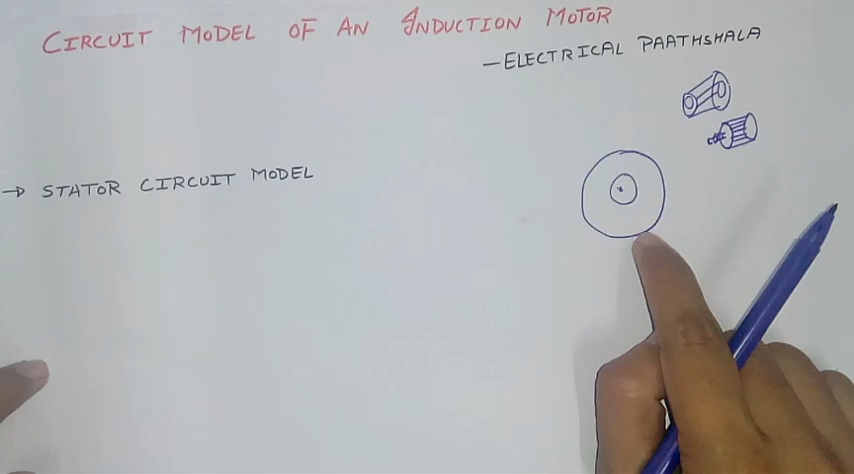 CIRCUIT MODEL OF AN INDUCTION MOTOR
—ELECTRICAL PAATHSHALA
→ STATOR CIRCUIT MODEL